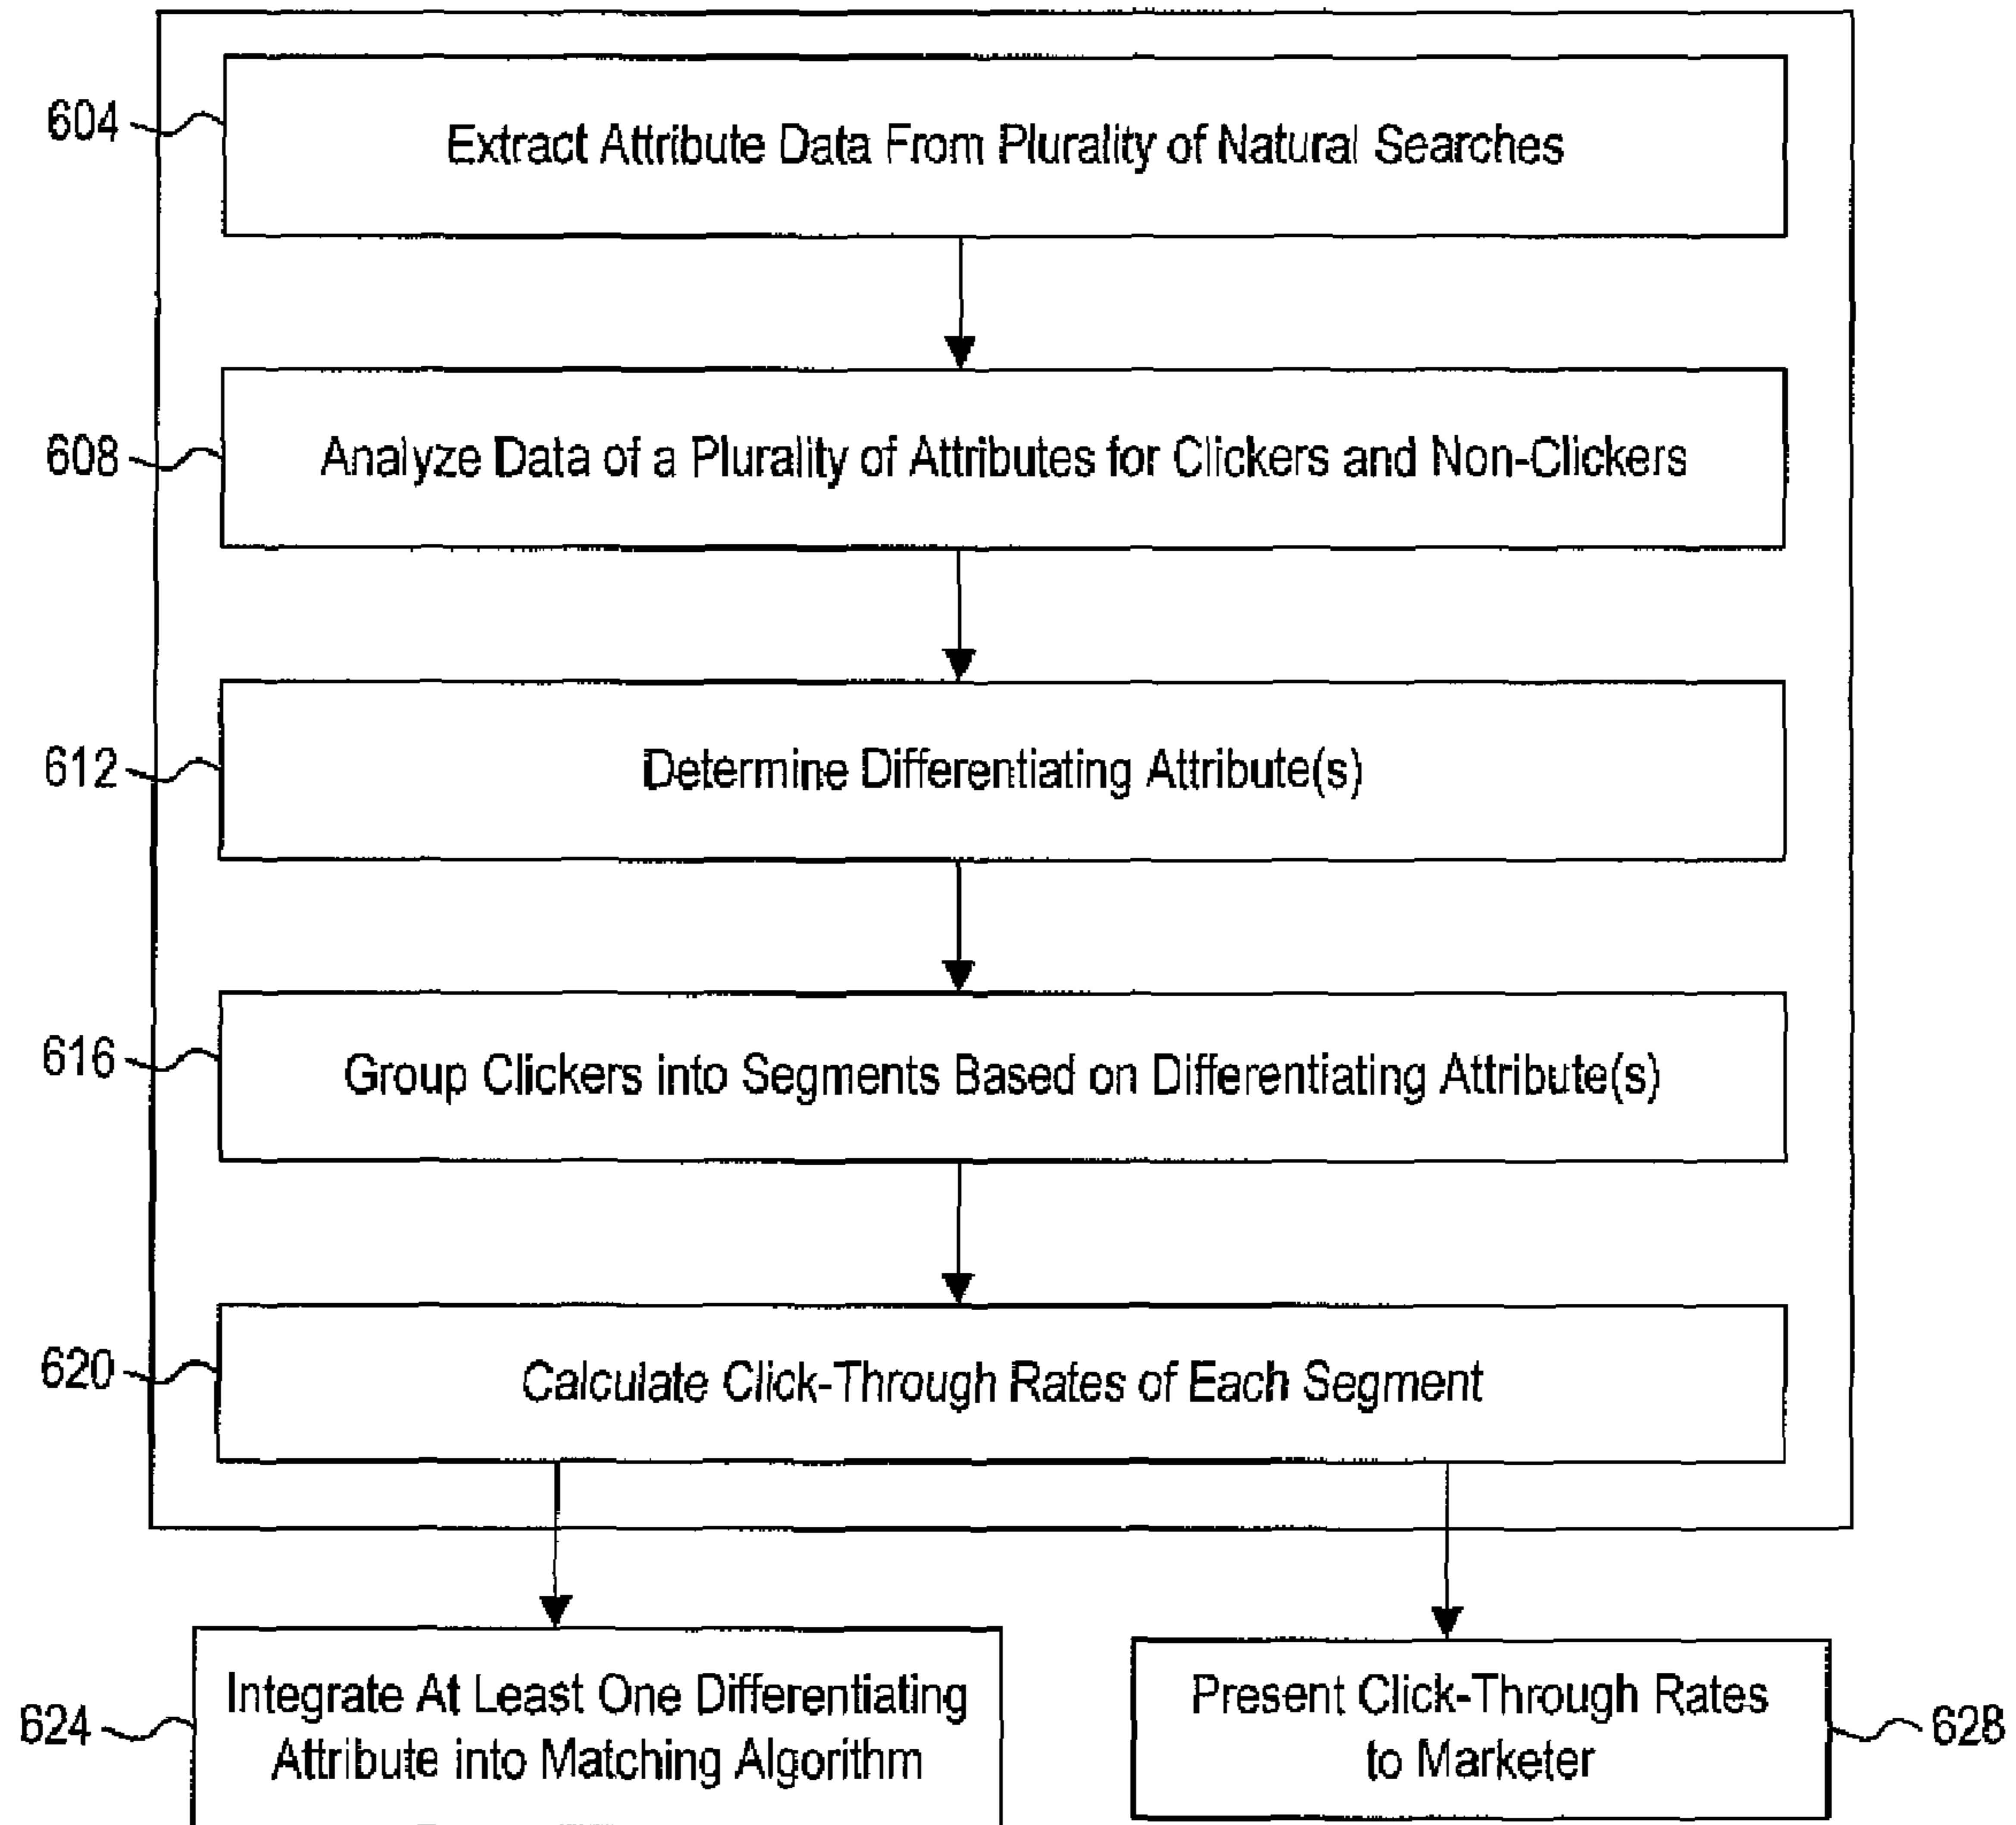 604
Extract Attribute Data From Plurality of Natural Searches
608
Analyze Data of a Plurality of Attributes for Clickers and Non-Clickers
612
Determine Differentiating Attribute(s)
616
Group Clickers into Segments Based on Differentiating Attribute(s)
620
Calculate Click-Through Rates of Each Segment
624
Integrate At Least One Differentiating
Attribute into Matching Algorithm
Present Click-Through Rates
to Marketer
628